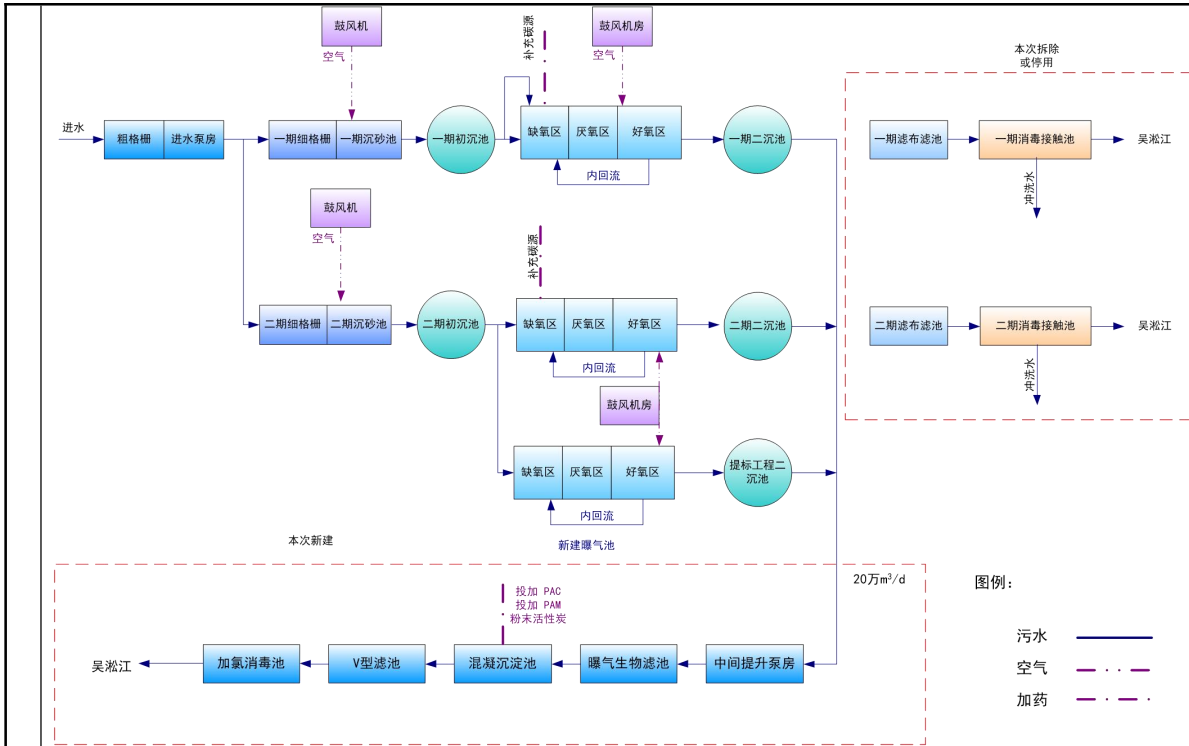 鼓风机
空气
补充碳源
鼓风机房
空气
本次拆除
或停用
进水
粗格栅
进水泵房
一期细格栅
一期沉砂池
一期初沉池
缺氧区
厌氧区
好氧区
内回流
一期二沉池
一期滤布滤池
一期消毒接触池
吴淞江
冲洗水
鼓风机
空气
补充碳源
二期细格栅
二期沉砂池
二期初沉池
缺氧区
厌氧区
好氧区
内回流
二期二沉池
二期滤布滤池
二期消毒接触池
吴淞江
冲洗水
鼓风机房
缺氧区
厌氧区
好氧区
内回流
提标工程二
沉池
新建曝气池
本次新建
20万m³/d
投加 PAC
投加 PAM
粉末活性炭
吴淞江
加氯消毒池
V型滤池
混凝沉淀池
曝气生物滤池
中间提升泵房
图例：
污水
空气
加药